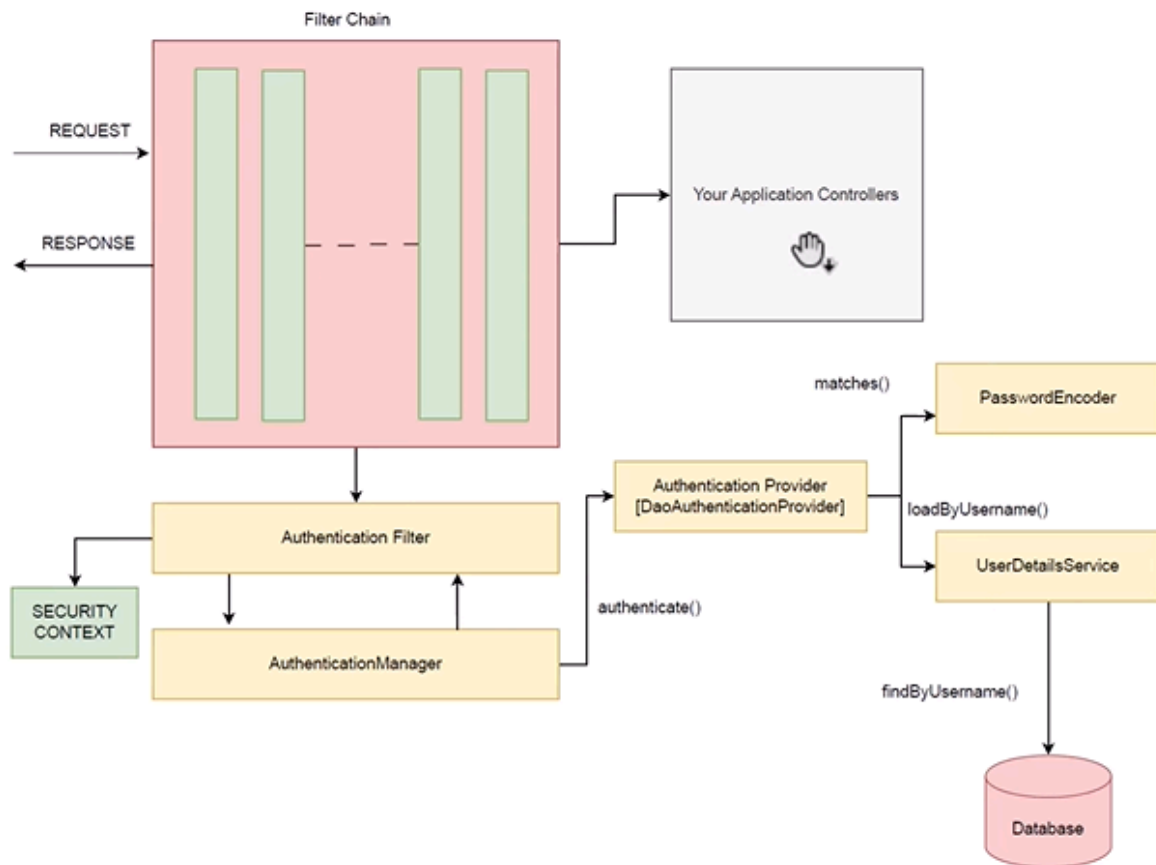 Filter Chain
REQUEST
RESPONSE
Your Application Controllers
matches()
PasswordEncoder
Authentication Provider
[DaoAuthenticationProvider]
loadByUsername()
Authentication Filter
UserDetailsService
SECURITY
CONTEXT
authenticate()
AuthenticationManager
findByUsername()
Database